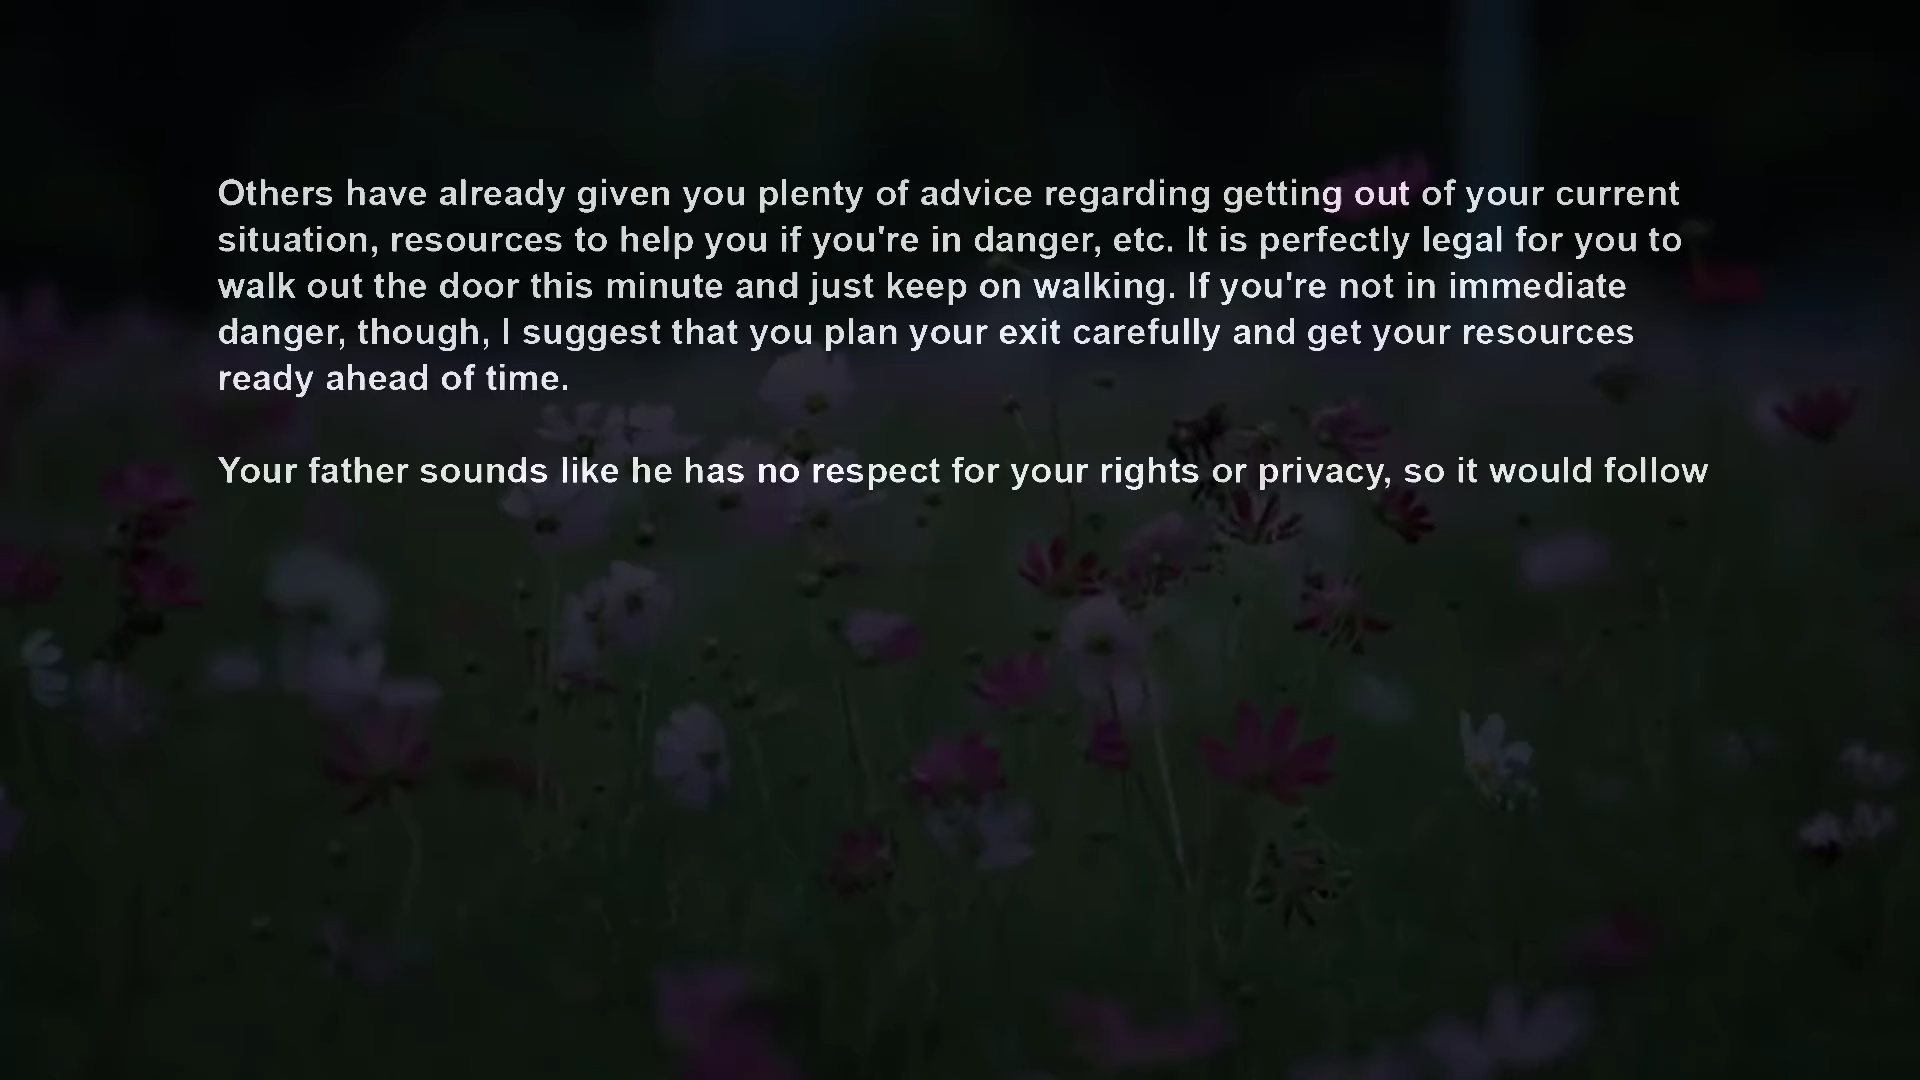 Others have already given you plenty of advice regarding getting out of your current
situation, resources to help you if you're in danger, etc. It is perfectly legal for you to
walk out the door this minute and just keep on walking. If you're not in immediate
danger, though, I suggest that you plan your exit carefully and get your resources
ready ahead of time.
Your father sounds like he has no respect for your rights or privacy, so it would follow